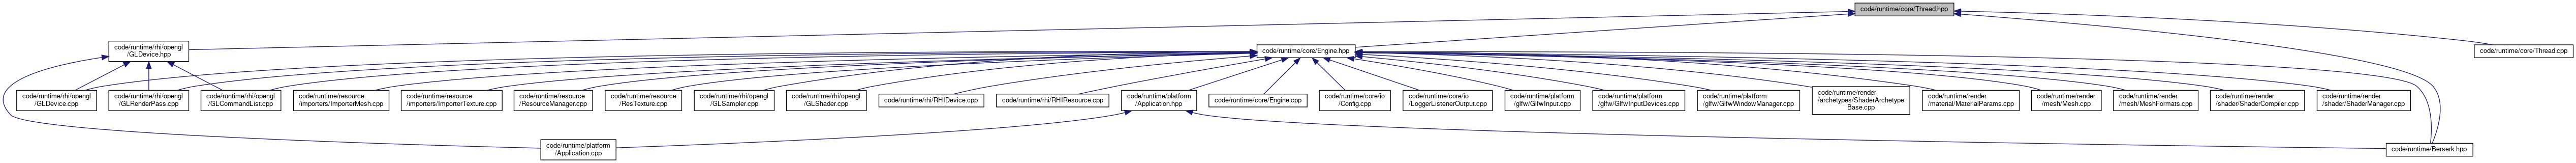 code/runtime/core/Thread.hpp
code/runtime/rhi/opengl
/GLDevice.hpp
code/runtime/core/Engine.hpp
code/runtime/core/Thread.cpp
code/runtime/rhi/opengl
/GLDevice.cpp
code/runtime/rhi/opengl
/GLRenderPass.cpp
code/runtime/rhi/opengl
/GLCommandList.cpp
code/runtime/resource
/importers/ImporterMesh.cpp
code/runtime/resource
/importers/ImporterTexture.cpp
code/runtime/resource
/ResourceManager.cpp
code/runtime/resource
/ResTexture.cpp
code/runtime/rhi/opengl
/GLSampler.cpp
code/runtime/rhi/opengl
/GLShader.cpp
code/runtime/rhi/RHIDevice.cpp
code/runtime/rhi/RHIResource.cpp
code/runtime/platform
/Application.hpp
code/runtime/core/Engine.cpp
code/runtime/core/io
/Config.cpp
code/runtime/core/io
/LoggerListenerOutput.cpp
code/runtime/platform
/glfw/GlfwInput.cpp
code/runtime/platform
/glfw/GlfwInputDevices.cpp
code/runtime/platform
/glfw/GlfwWindowManager.cpp
code/runtime/render
/archetypes/ShaderArchetype
Base.cpp
code/runtime/render
/material/MaterialParams.cpp
code/runtime/render
/mesh/Mesh.cpp
code/runtime/render
/mesh/MeshFormats.cpp
code/runtime/render
/shader/ShaderCompiler.cpp
code/runtime/render
/shader/ShaderManager.cpp
code/runtime/platform
/Application.cpp
code/runtime/Berserk.hpp